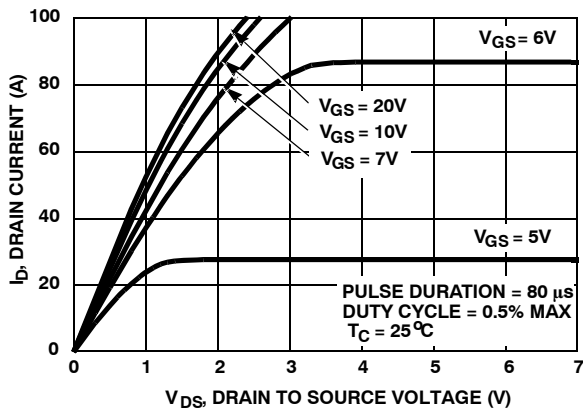 100
80
60
40
20
0
I_D, DRAIN CURRENT (A)
V_GS = 6V
V_GS = 20V
V_GS = 10V
V_GS = 7V
V_GS = 5V
PULSE DURATION = 80 µs
DUTY CYCLE = 0.5% MAX
T_C = 25°C
0 1 2 3 4 5 6 7
V_DS, DRAIN TO SOURCE VOLTAGE (V)